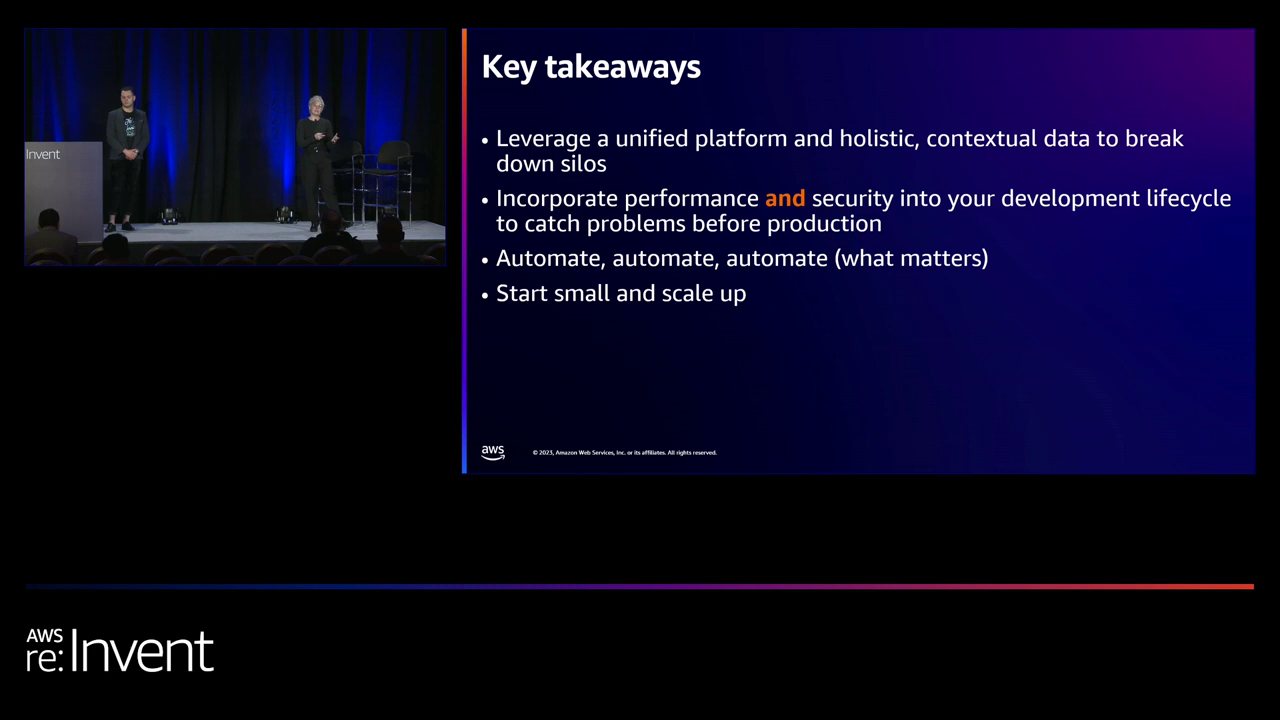 Invent
Key takeaways
• Leverage a unified platform and holistic, contextual data to break
down silos
• Incorporate performance and security into your development lifecycle
to catch problems before production
• Automate, automate, automate (what matters)
• Start small and scale up
aws
© 2023, Amazon Web Services, Inc. or its affiliates. All rights reserved.
AWS
re:Invent